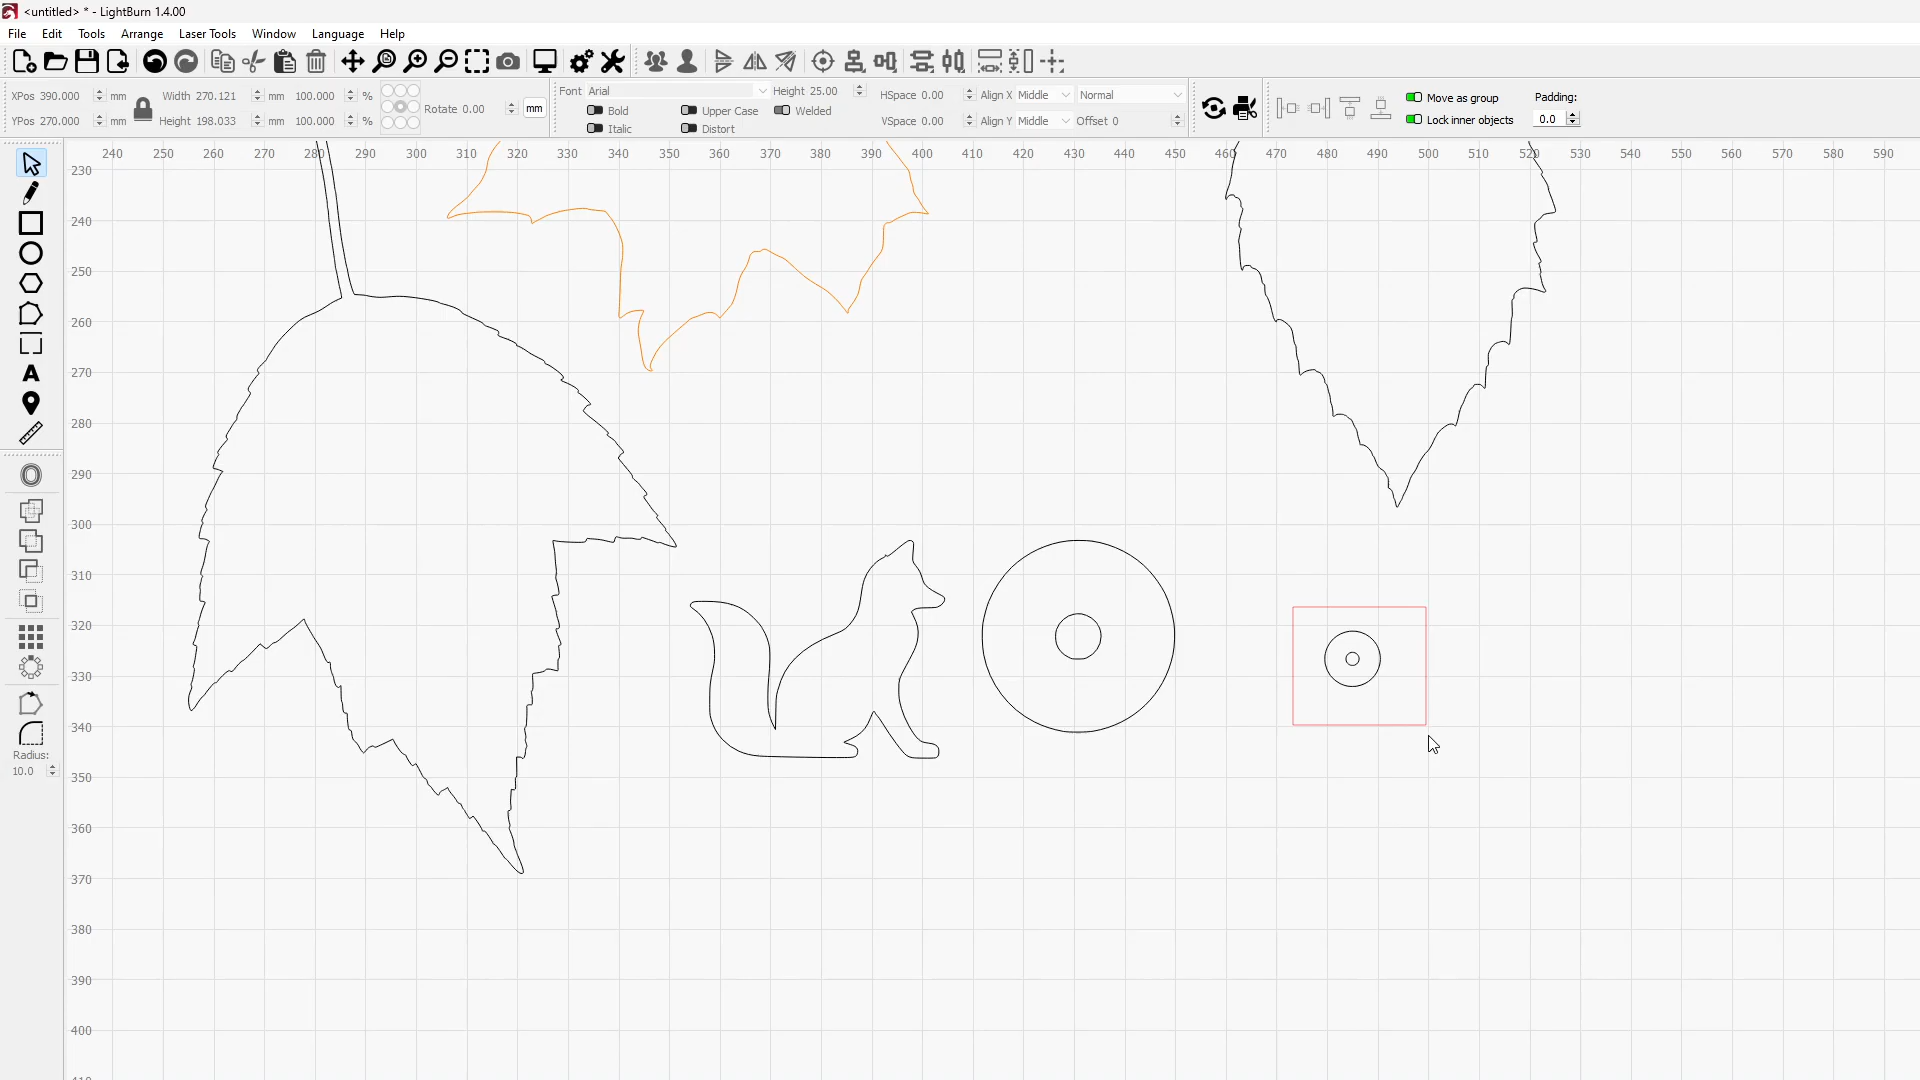 <untitled> * - LightBurn 1.4.00
File Edit Tools Arrange Laser Tools Window Language Help
XPos 390.000 mm Width 270.121 mm 100.000 % Rotate 0.00 mm Font Arial Height 25.00 HSpace 0.00 Align X Middle Normal Move as group Padding:
YPos 270.000 mm Height 198.033 mm 100.000 % Bold Upper Case Welded VSpace 0.00 Align Y Middle Offset 0 Lock inner objects 0.0
Italic Distort
240 250 260 270 280 290 300 310 320 330 340 350 360 370 380 390 400 410 420 430 440 450 460 470 480 490 500 510 520 530 540 550 560 570 580 590
230
240
250
260
270
280
290
300
310
320
330
340
350
360
370
380
390
400
410
Radius:
10.0